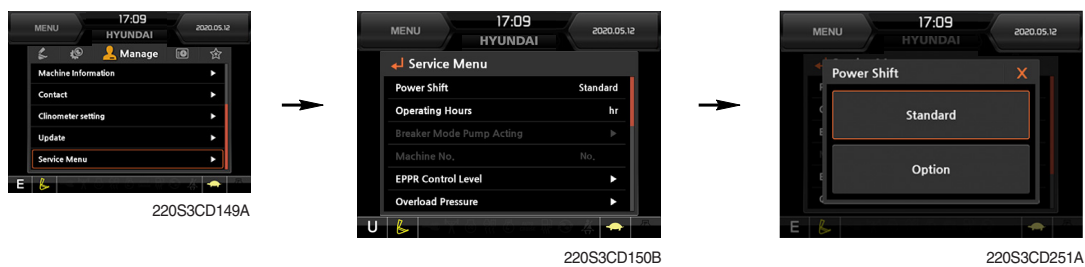 MENU 17:09 HYUNDAI 2020.05.12
Manage
Machine Information
Contact
Clinometer setting
Update
Service Menu
E
220S3CD149A
MENU 17:09 HYUNDAI 2020.05.12
Service Menu
Power Shift Standard
Operating Hours hr
Breaker Mode Pump Acting
Machine No. No.
EPPR Control Level
Overload Pressure
U
220S3CD150B
MENU 17:09 HYUNDAI 2020.05.12
Power Shift X
Standard
Option
E
220S3CD251A